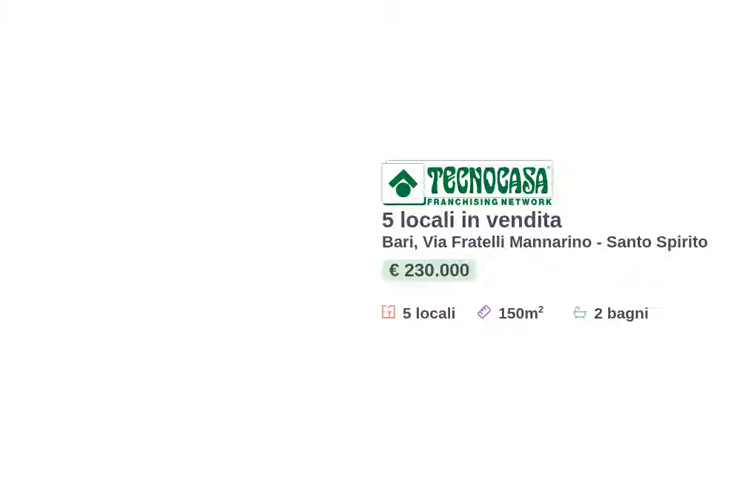 TECNOCASA
FRANCHISING NETWORK
5 locali in vendita
Bari, Via Fratelli Mannarino - Santo Spirito
€ 230.000
5 locali 150m² 2 bagni